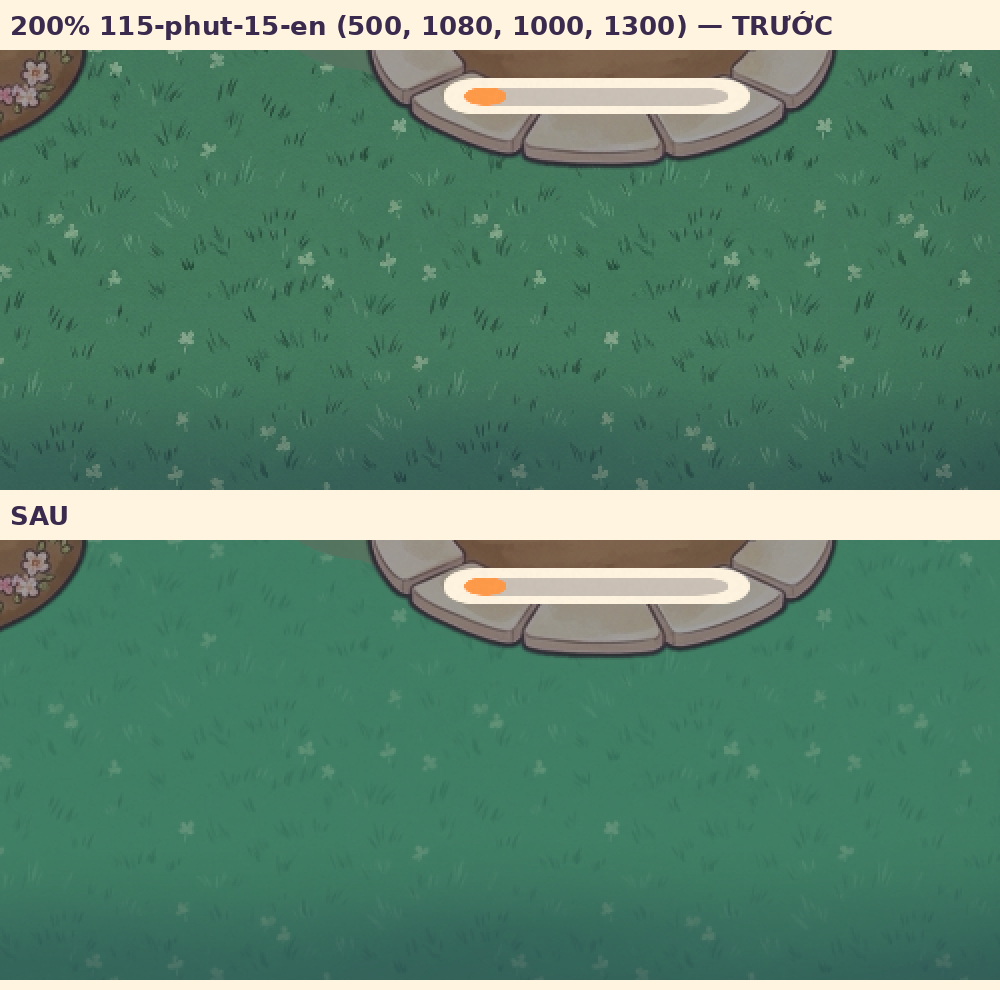 200% 115-phut-15-en (500, 1080, 1000, 1300) — TRƯỚC
SAU